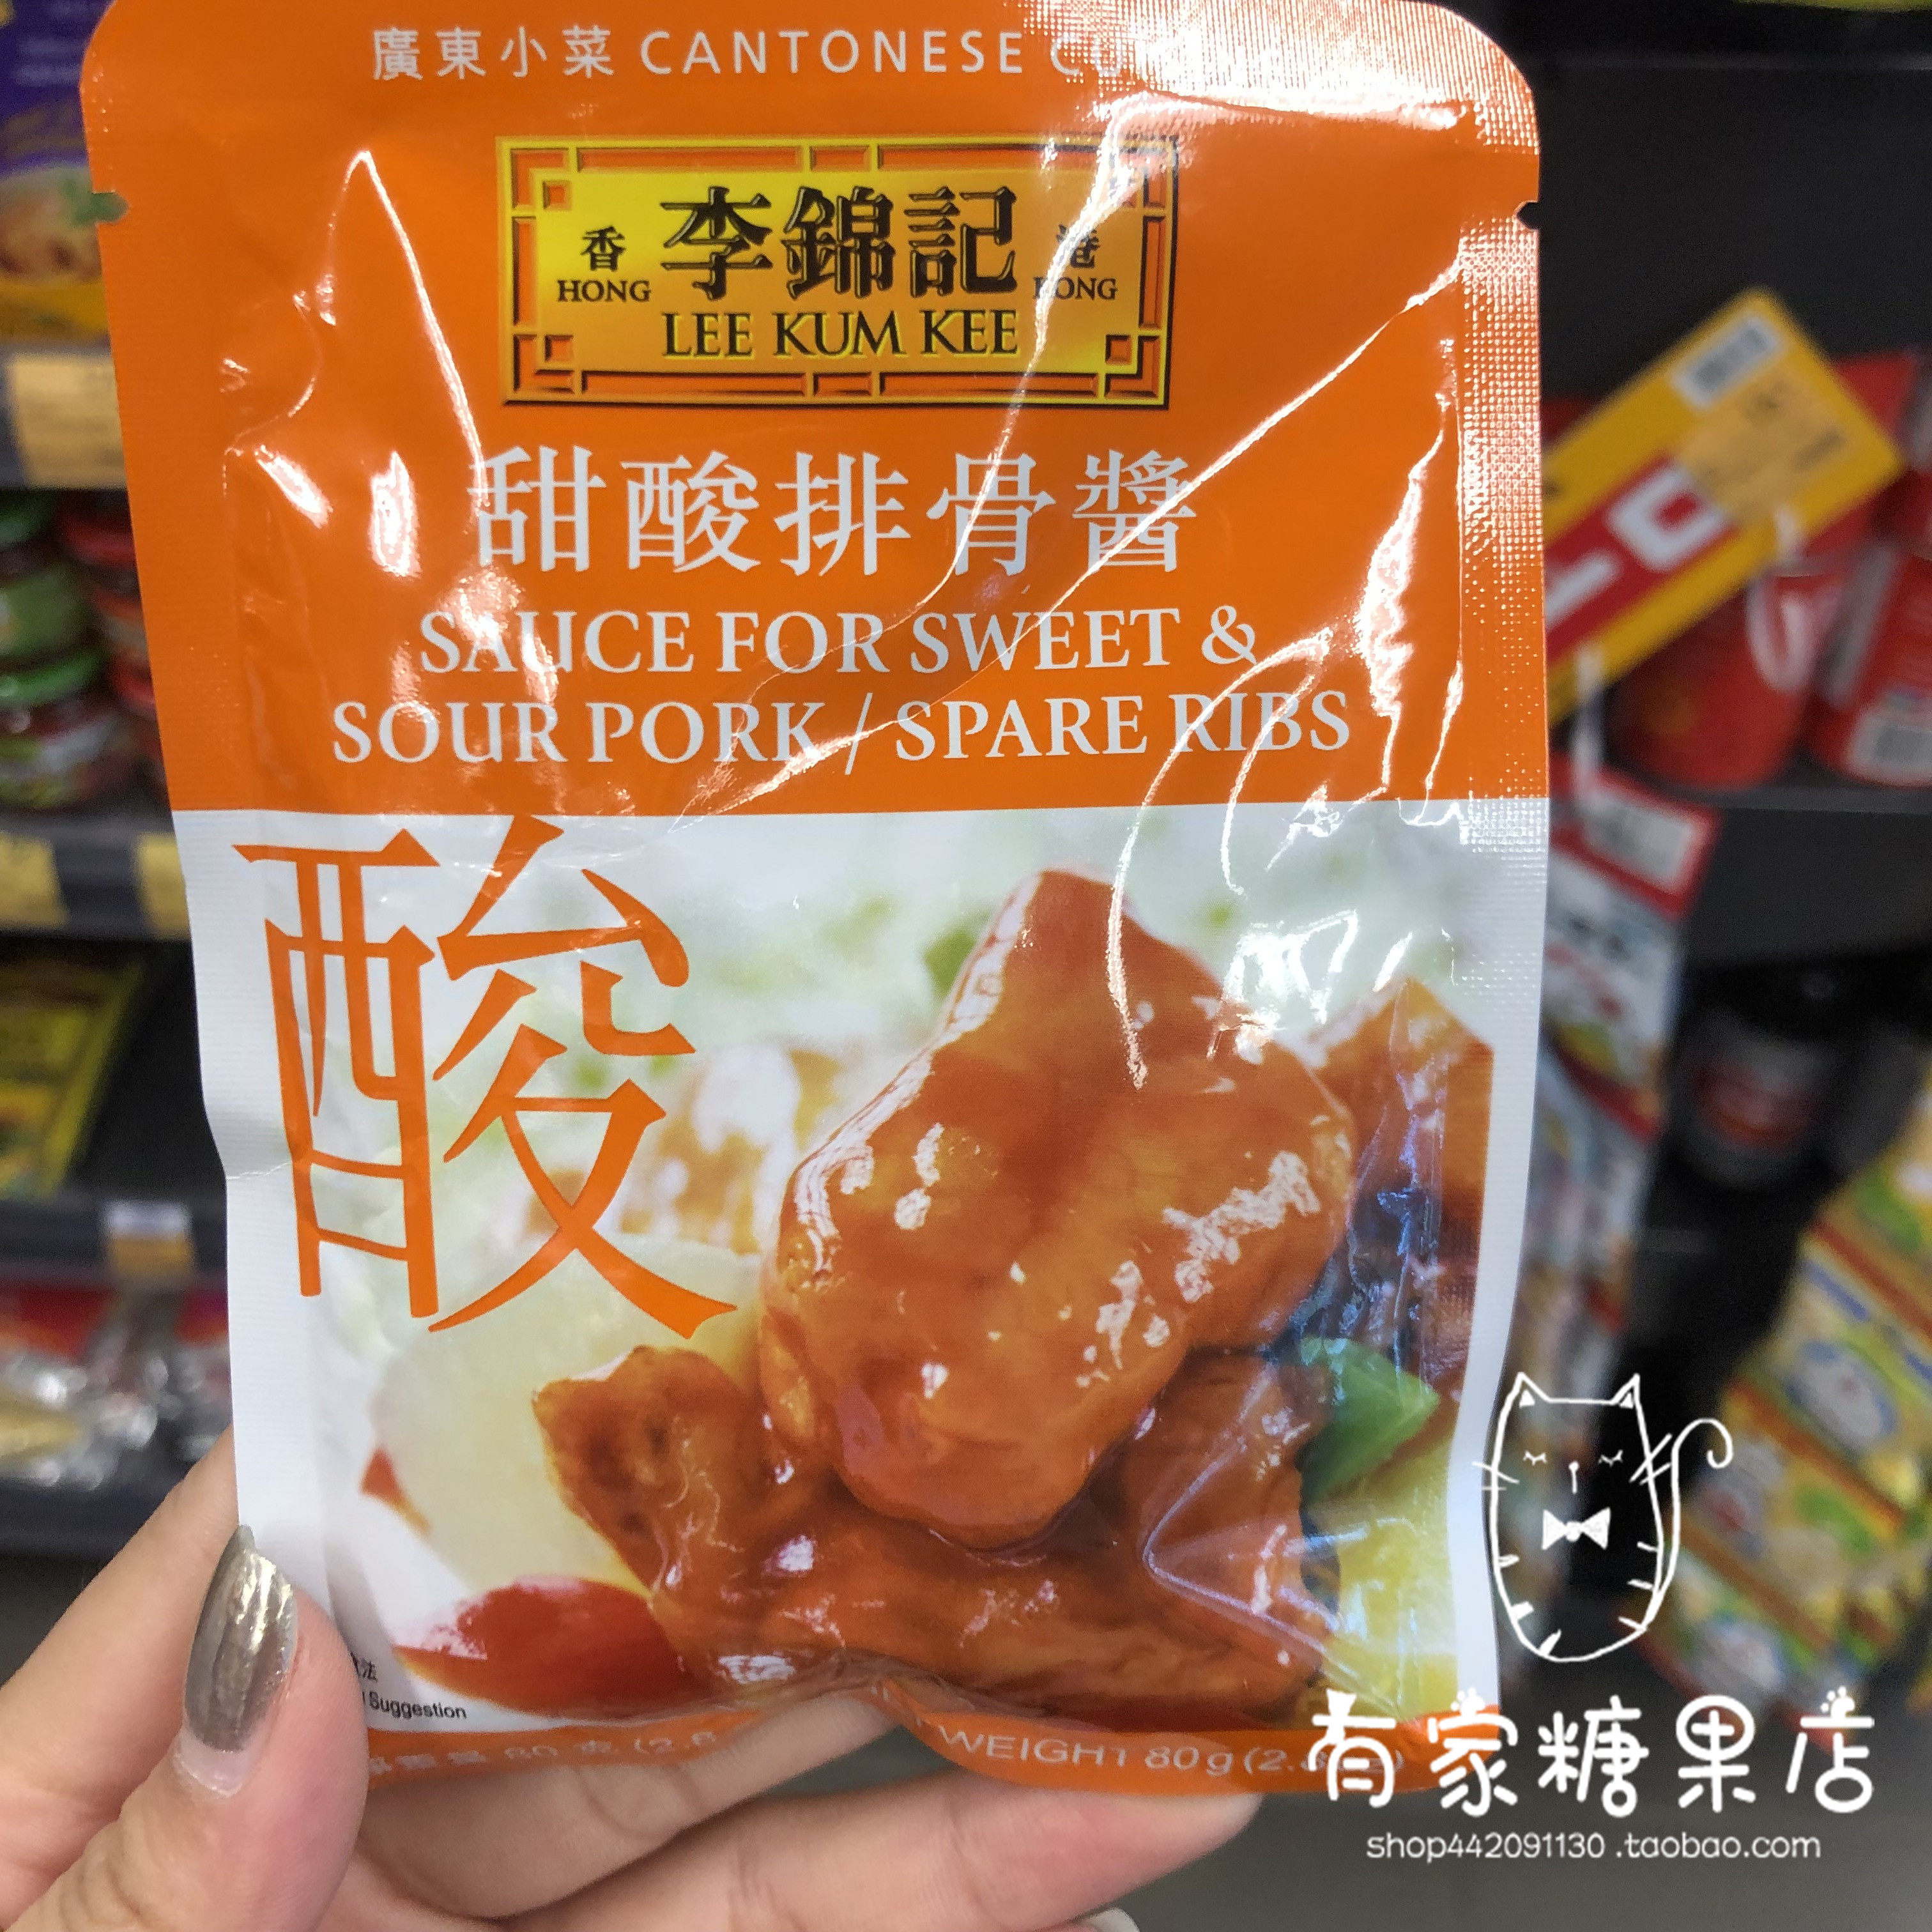 廣東小菜 CANTONESE
香 李錦記 港
HONG KONG
LEE KUM KEE
甜酸排骨醬
SAUCE FOR SWEET &
SOUR PORK / SPARE RIBS
酸
Suggestion
WEIGHT 80g
有家糖果店
shop442091130.taobao.com